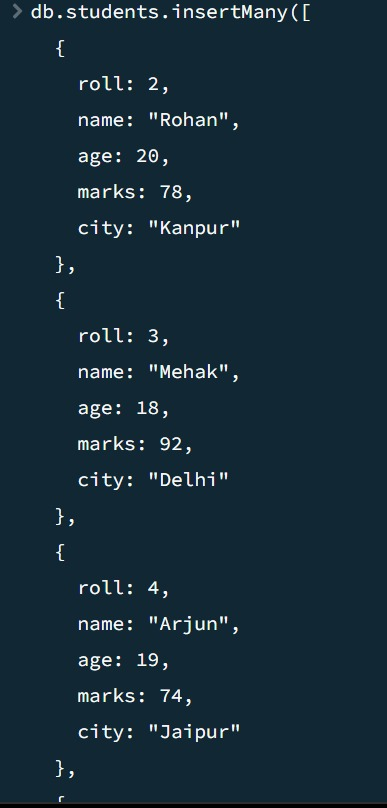 > db.students.insertMany([
{
roll: 2,
name: "Rohan",
age: 20,
marks: 78,
city: "Kanpur"
},
{
roll: 3,
name: "Mehak",
age: 18,
marks: 92,
city: "Delhi"
},
{
roll: 4,
name: "Arjun",
age: 19,
marks: 74,
city: "Jaipur"
},
{